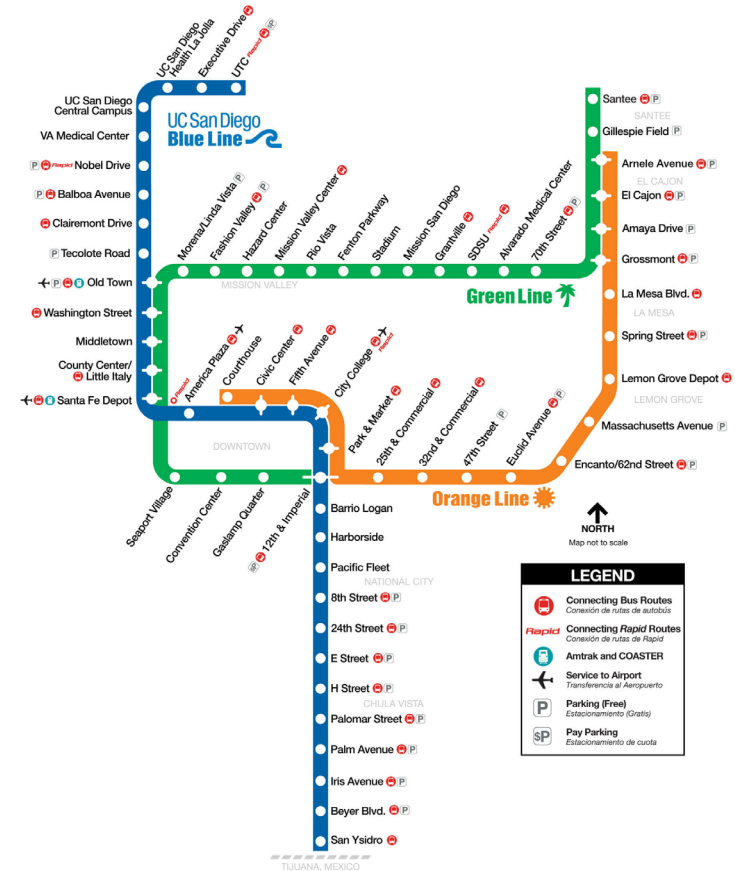 UC San Diego
Health La Jolla
Executive Drive
UTC Rapid $P
UC San Diego
Central Campus
VA Medical Center
P Rapid Nobel Drive
P Balboa Avenue
Clairemont Drive
P Tecolote Road
P Old Town
Washington Street
Middletown
County Center/
Little Italy
Santa Fe Depot
UC San Diego
Blue Line
Morena/Linda Vista P
Fashion Valley P
Hazard Center
Mission Valley Center
Rio Vista
Fenton Parkway
Stadium
Mission San Diego
Grantville
SDSU Rapid
Alvarado Medical Center
70th Street P
MISSION VALLEY
Green Line
Santee P
SANTEE
Gillespie Field P
Arnele Avenue P
EL CAJON
El Cajon P
Amaya Drive P
Grossmont P
La Mesa Blvd.
LA MESA
Spring Street P
Lemon Grove Depot
LEMON GROVE
Massachusetts Avenue P
Encanto/62nd Street P
Rapid
America Plaza
Courthouse
Civic Center
Fifth Avenue
City College
Rapid
Park & Market
25th & Commercial
32nd & Commercial
47th Street P
Euclid Avenue P
DOWNTOWN
Orange Line
Seaport Village
Convention Center
Gaslamp Quarter
$P 12th & Imperial
Barrio Logan
Harborside
Pacific Fleet
NATIONAL CITY
8th Street P
24th Street P
E Street P
H Street P
CHULA VISTA
Palomar Street P
Palm Avenue P
Iris Avenue P
Beyer Blvd. P
San Ysidro
TIJUANA, MEXICO
NORTH
Map not to scale
LEGEND
Connecting Bus Routes
Conexión de rutas de autobús
Rapid Connecting Rapid Routes
Conexión de rutas de Rapid
Amtrak and COASTER
Service to Airport
Transferencia al Aeropuerto
P Parking (Free)
Estacionamiento (Gratis)
$P Pay Parking
Estacionamiento de cuota